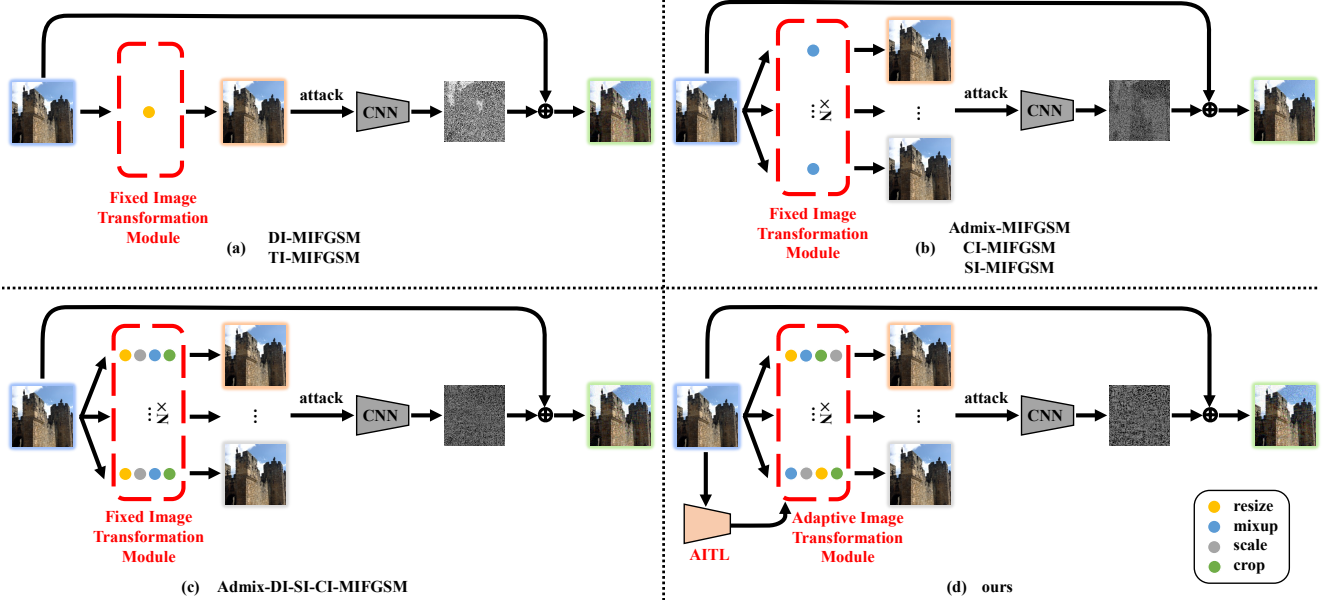 attack
CNN
Fixed Image
Transformation
Module
(a)
DI-MIFGSM
TI-MIFGSM
...
N×
...
attack
CNN
Fixed Image
Transformation
Module
(b)
Admix-MIFGSM
CI-MIFGSM
SI-MIFGSM
...
N×
...
attack
CNN
Fixed Image
Transformation
Module
(c) Admix-DI-SI-CI-MIFGSM
...
N×
...
attack
CNN
AITL
Adaptive Image
Transformation
Module
(d) ours
resize
mixup
scale
crop